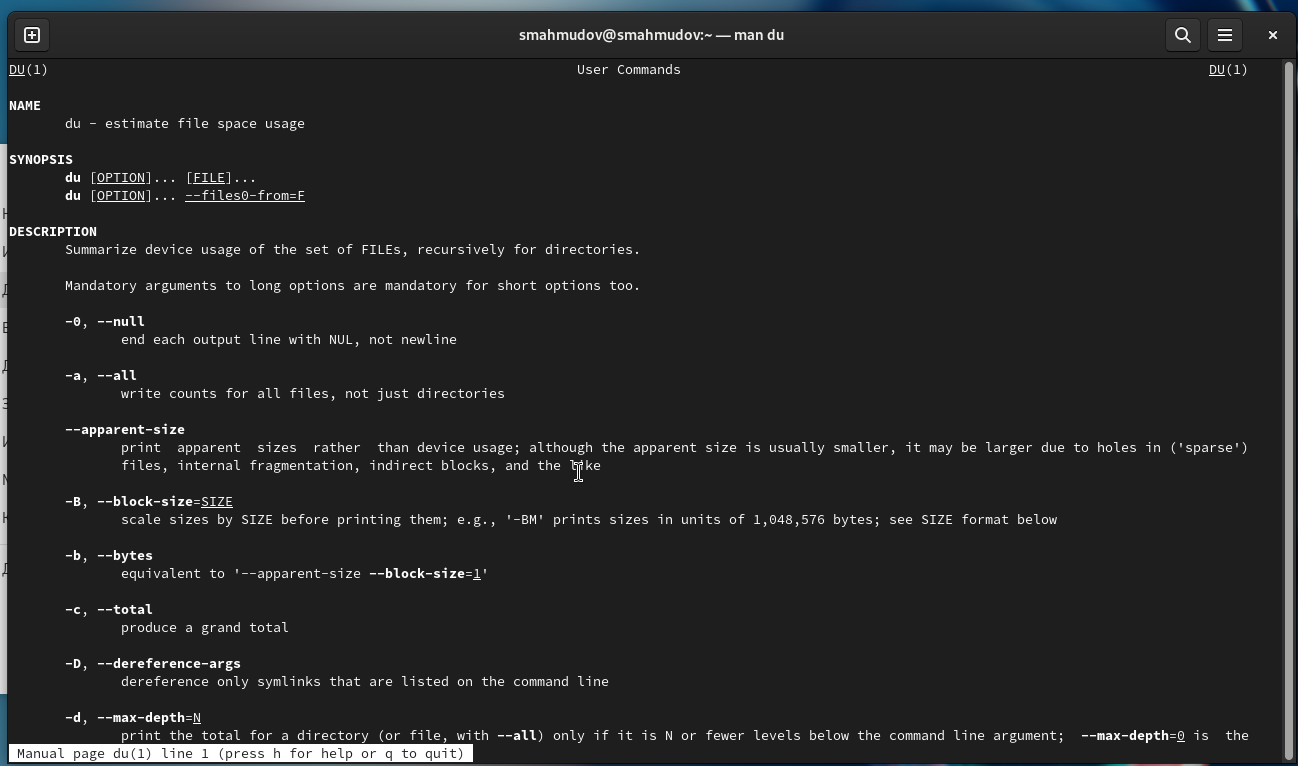 smahmudov@smahmudov:~ — man du
DU(1) User Commands DU(1)
NAME
du - estimate file space usage
SYNOPSIS
du [OPTION]... [FILE]...
du [OPTION]... --files0-from=F
DESCRIPTION
Summarize device usage of the set of FILEs, recursively for directories.
Mandatory arguments to long options are mandatory for short options too.
-0, --null
end each output line with NUL, not newline
-a, --all
write counts for all files, not just directories
--apparent-size
print  apparent  sizes  rather  than device usage; although the apparent size is usually smaller, it may be larger due to holes in ('sparse')
files, internal fragmentation, indirect blocks, and the like
-B, --block-size=SIZE
scale sizes by SIZE before printing them; e.g., '-BM' prints sizes in units of 1,048,576 bytes; see SIZE format below
-b, --bytes
equivalent to '--apparent-size --block-size=1'
-c, --total
produce a grand total
-D, --dereference-args
dereference only symlinks that are listed on the command line
-d, --max-depth=N
print the total for a directory (or file, with --all) only if it is N or fewer levels below the command line argument;  --max-depth=0 is  the
Manual page du(1) line 1 (press h for help or q to quit)